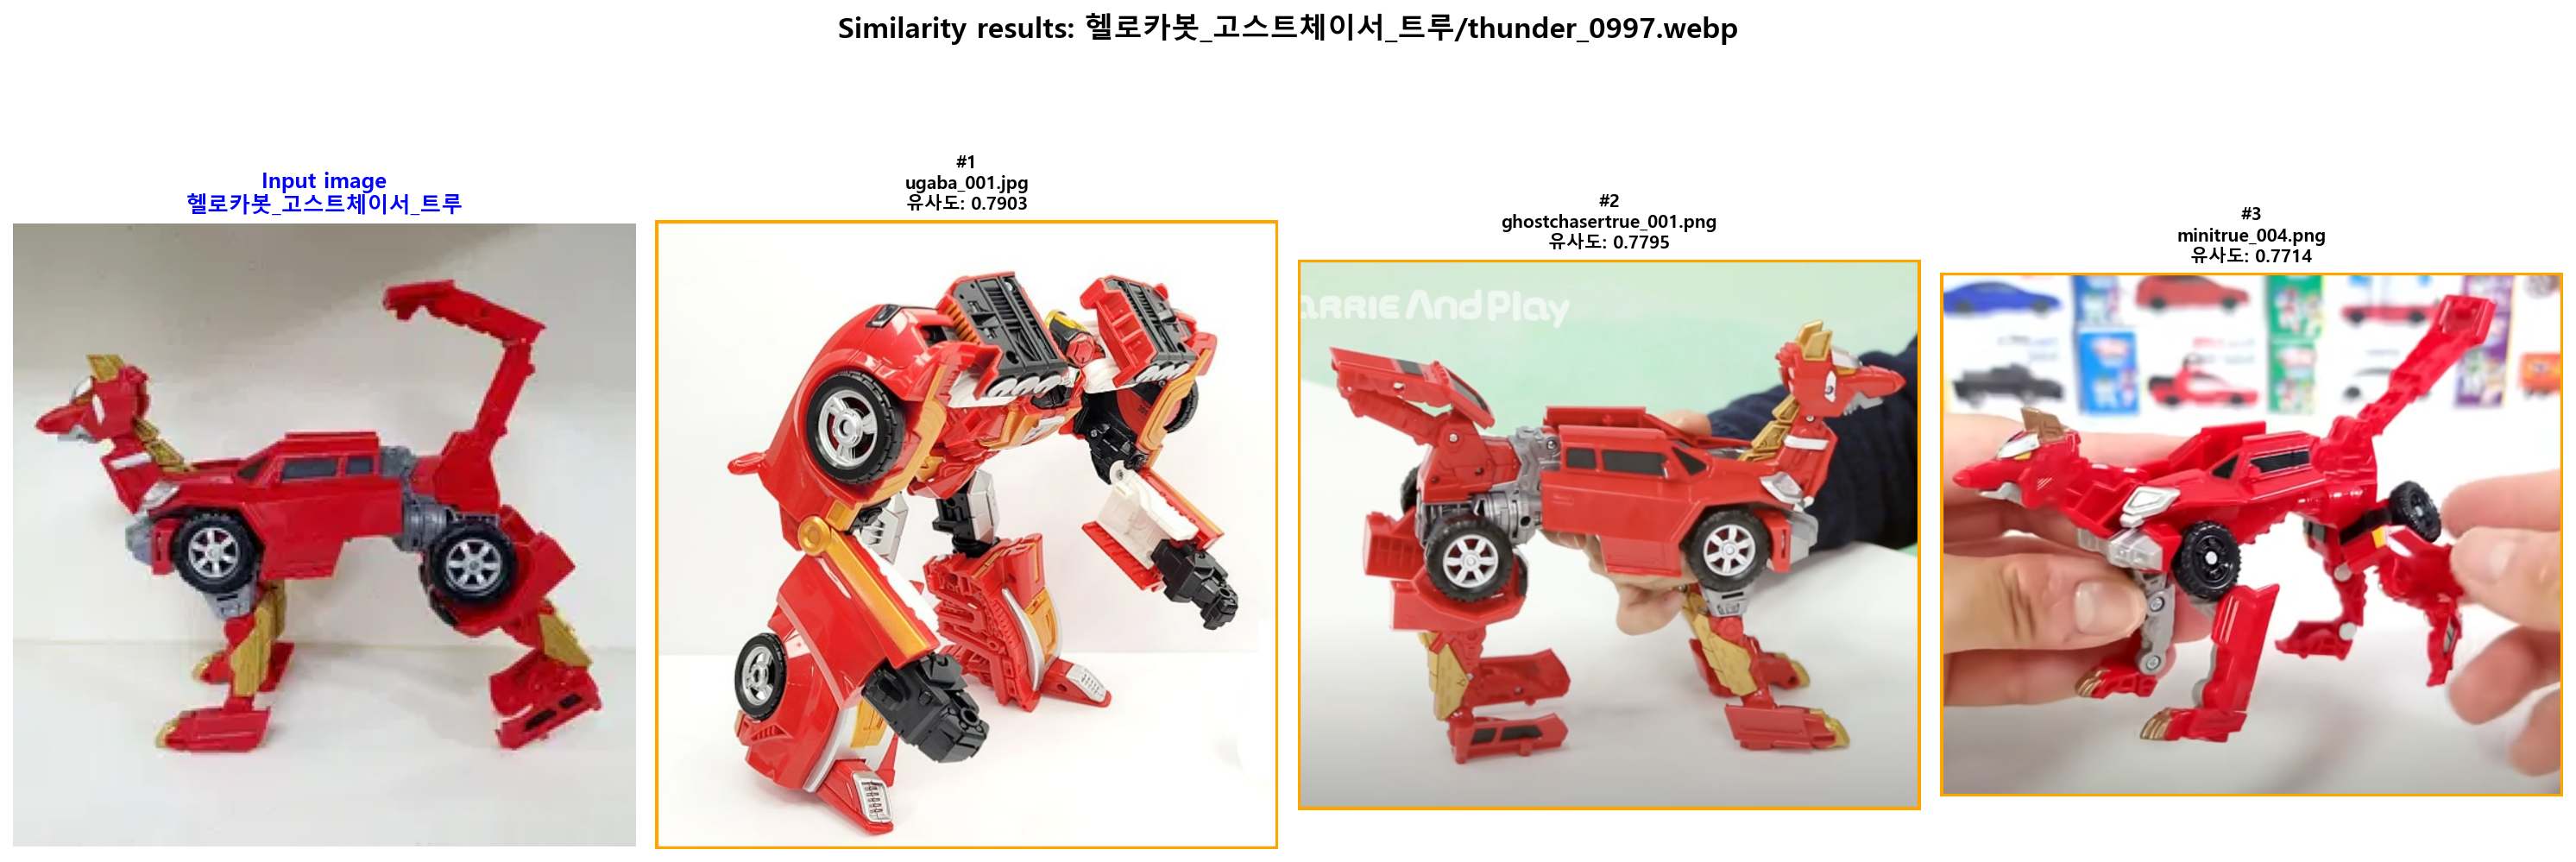 Similarity results: 헬로카봇_고스트체이서_트루/thunder_0997.webp
Input image
헬로카봇_고스트체이서_트루
#1
ugaba_001.jpg
유사도: 0.7903
#2
ghostchasertrue_001.png
유사도: 0.7795
#3
minitrue_004.png
유사도: 0.7714
ARRIE And Play